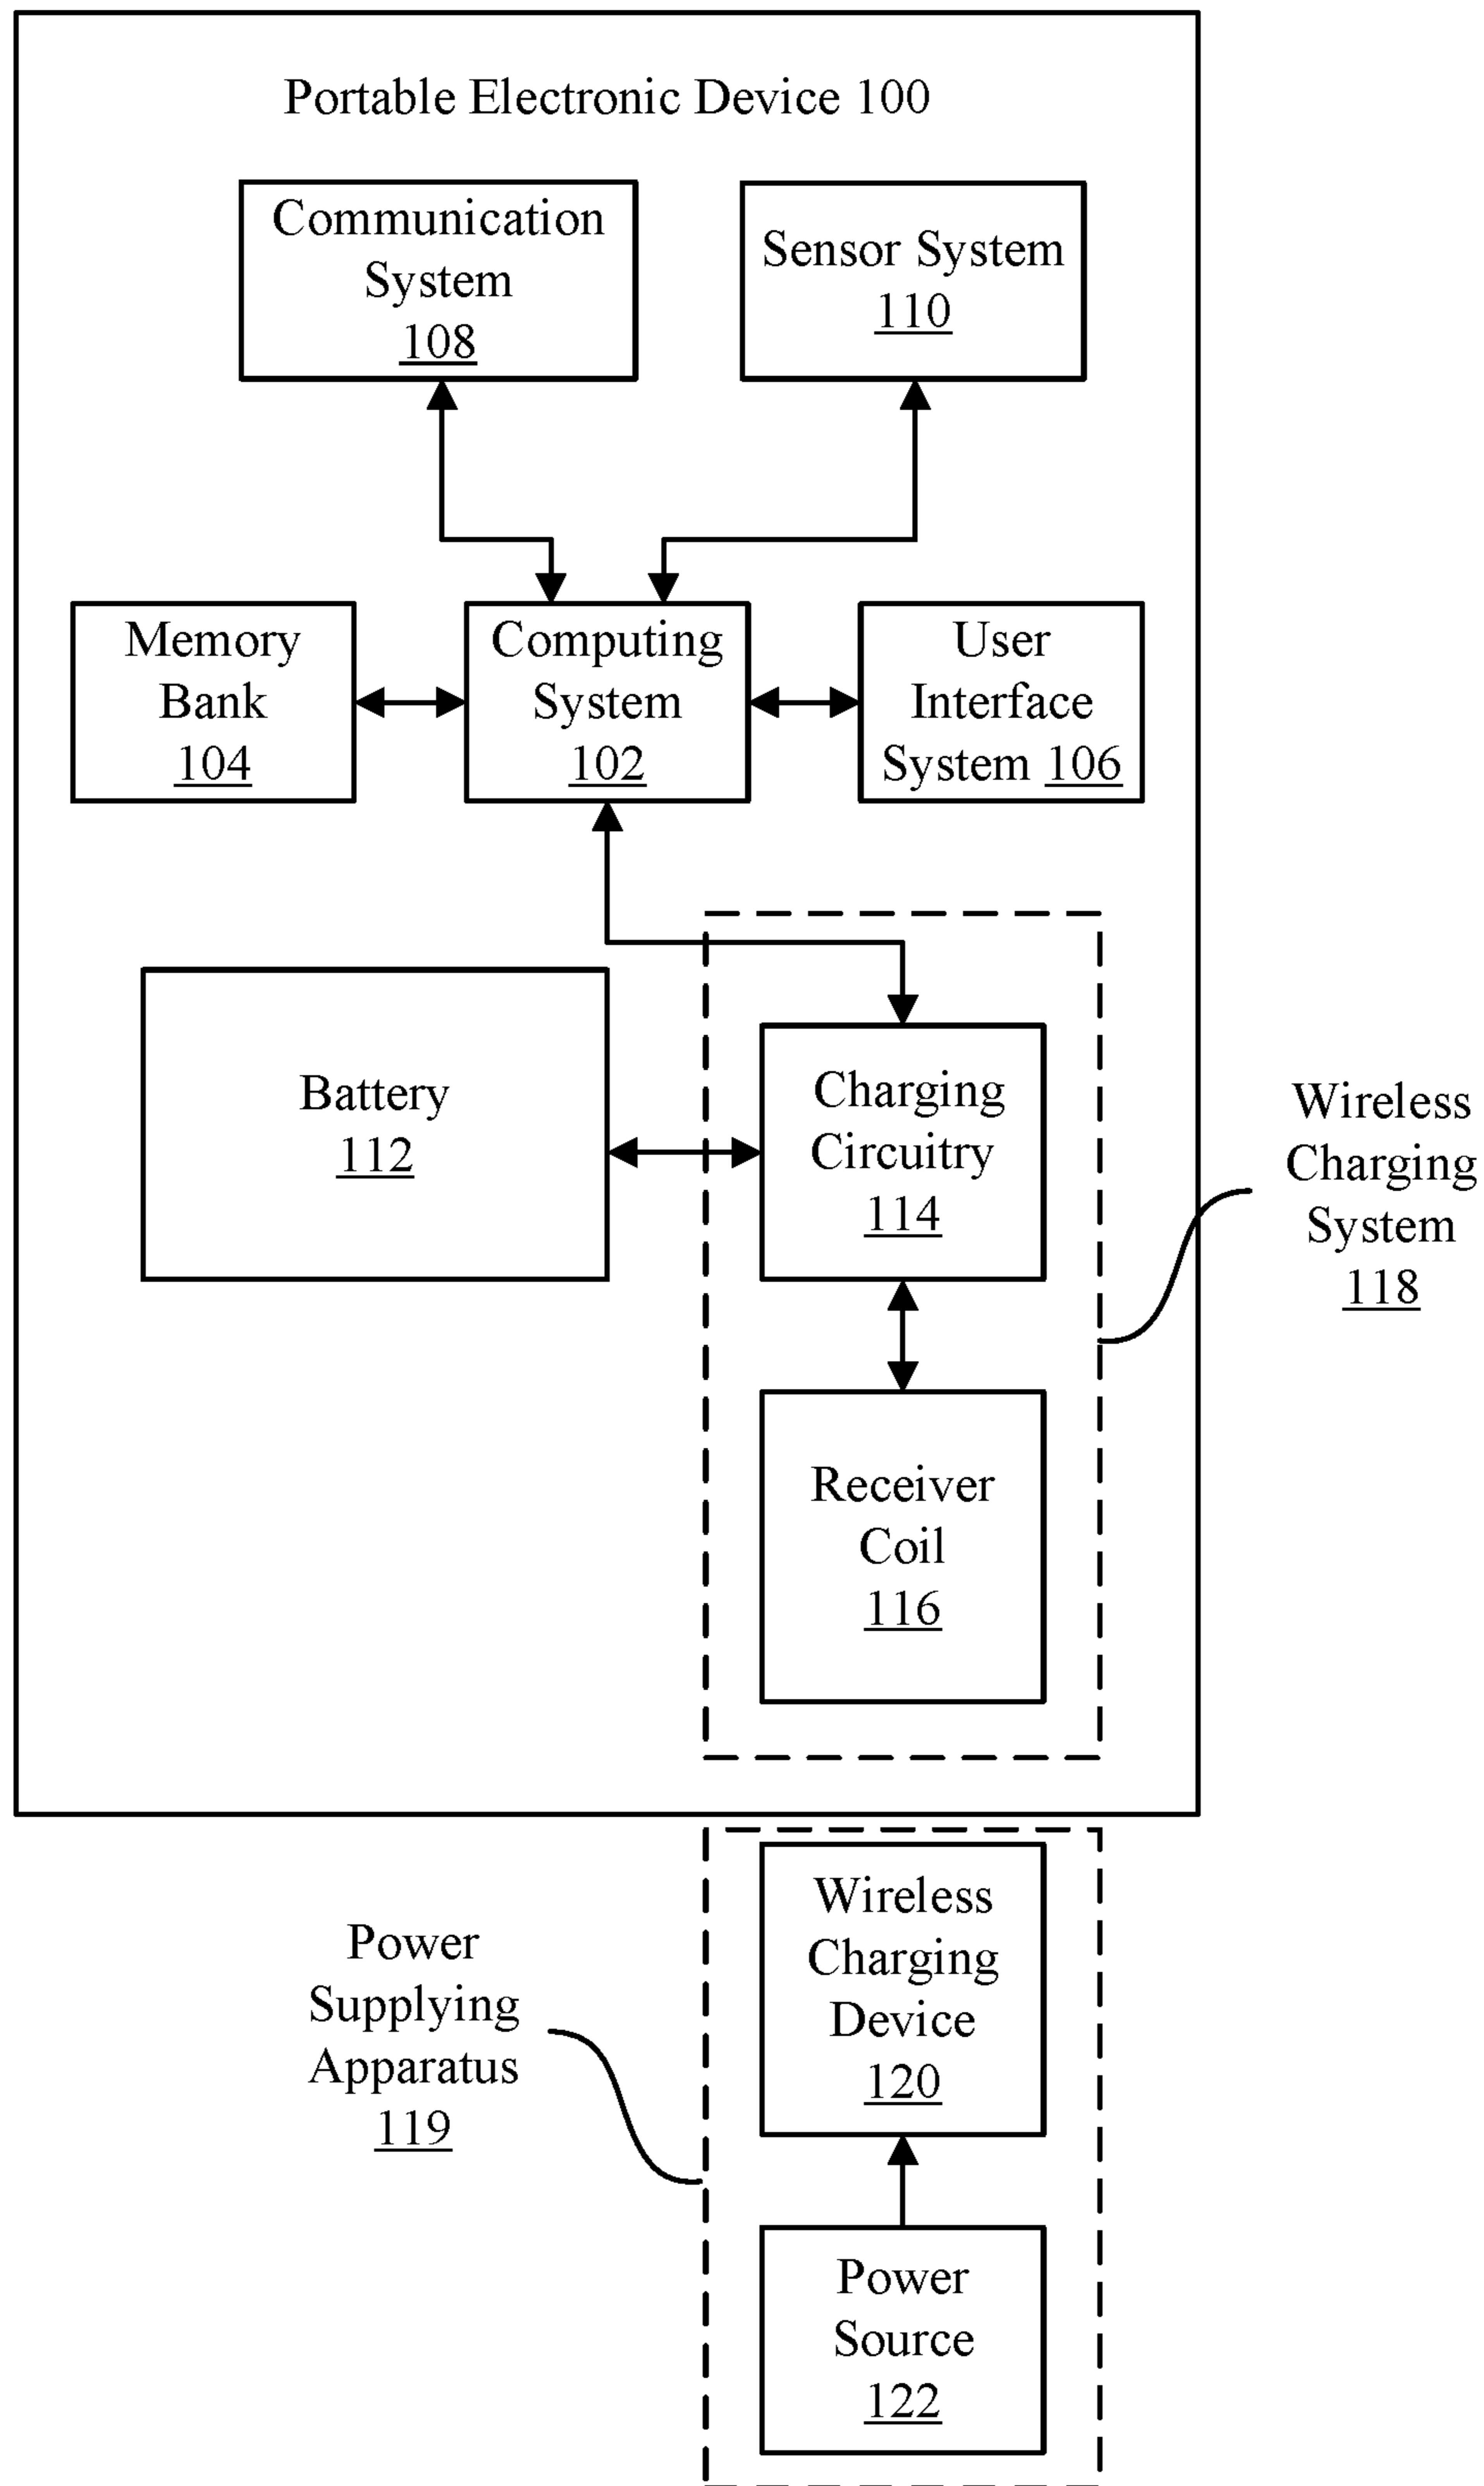 Portable Electronic Device 100
Communication
System
108
Sensor System
110
Memory
Bank
104
Computing
System
102
User
Interface
System 106
Battery
112
Charging
Circuitry
114
Wireless
Charging
System
118
Receiver
Coil
116
Wireless
Charging
Device
120
Power
Supplying
Apparatus
119
Power
Source
122